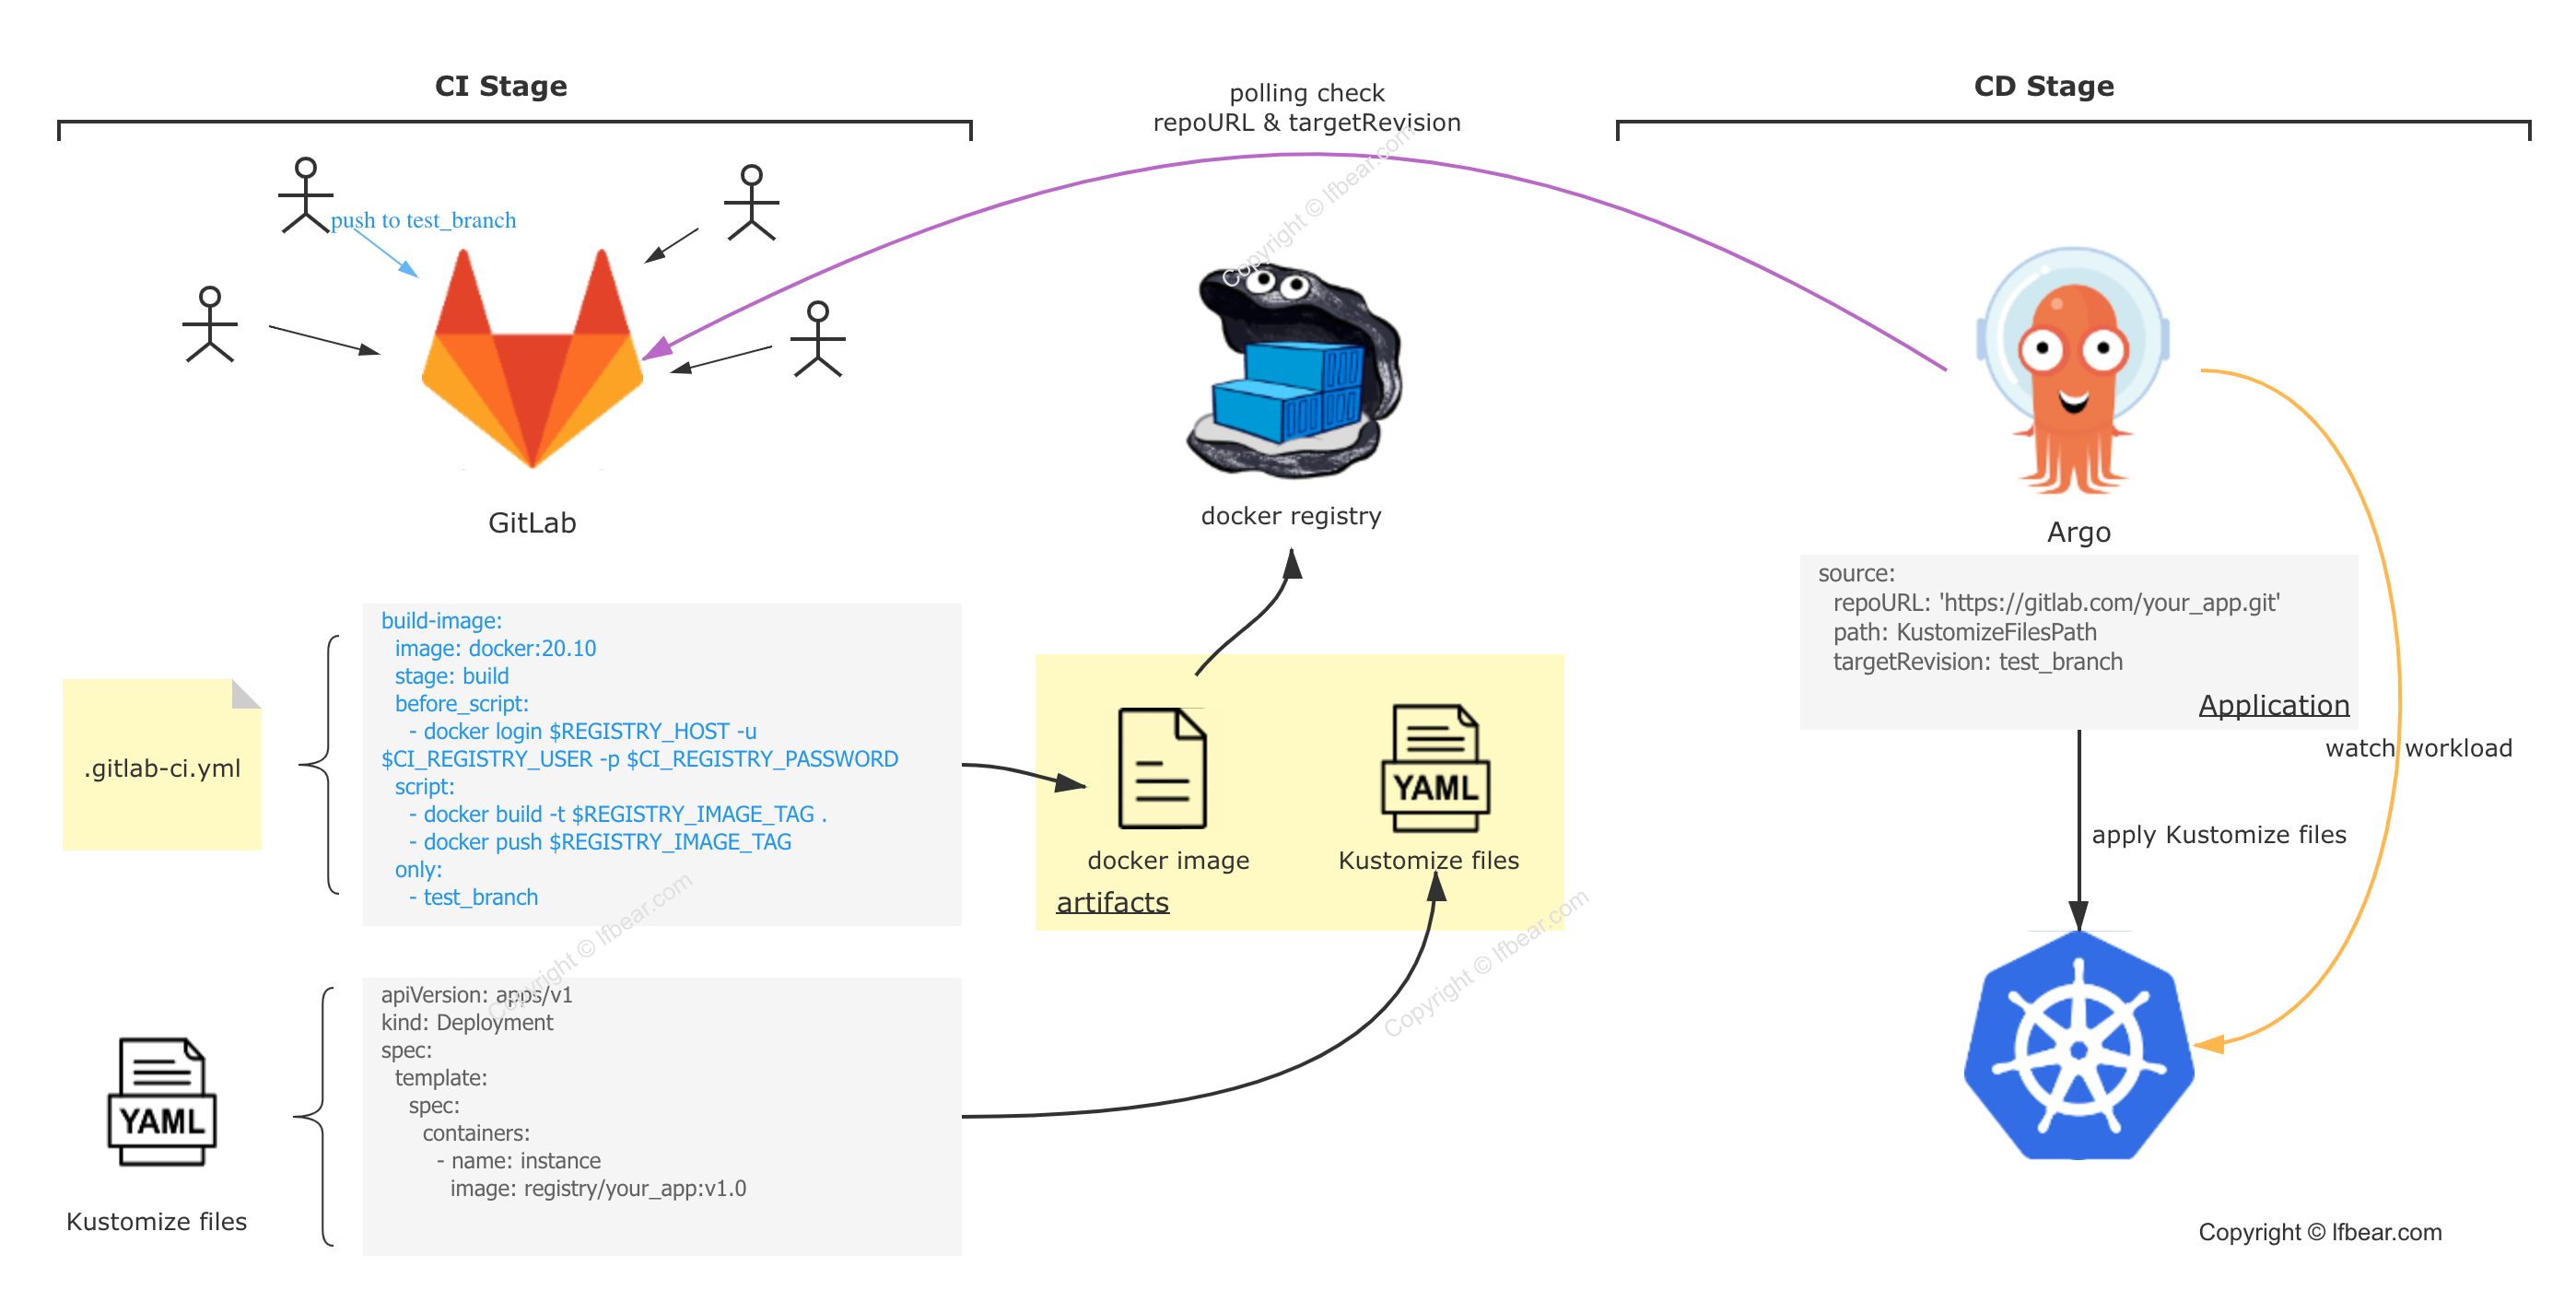 CI Stage
polling check
repoURL & targetRevision
CD Stage
push to test_branch
GitLab
docker registry
Argo
source:
  repoURL: 'https://gitlab.com/your_app.git'
  path: KustomizeFilesPath
  targetRevision: test_branch
Application
watch workload
apply Kustomize files
.gitlab-ci.yml
build-image:
  image: docker:20.10
  stage: build
  before_script:
    - docker login $REGISTRY_HOST -u
$CI_REGISTRY_USER -p $CI_REGISTRY_PASSWORD
  script:
    - docker build -t $REGISTRY_IMAGE_TAG .
    - docker push $REGISTRY_IMAGE_TAG
  only:
    - test_branch
YAML
docker image
Kustomize files
artifacts
YAML
Kustomize files
apiVersion: apps/v1
kind: Deployment
spec:
  template:
    spec:
      containers:
        - name: instance
          image: registry/your_app:v1.0
Copyright © lfbear.com
Copyright © lfbear.com
Copyright © lfbear.com
Copyright © lfbear.com